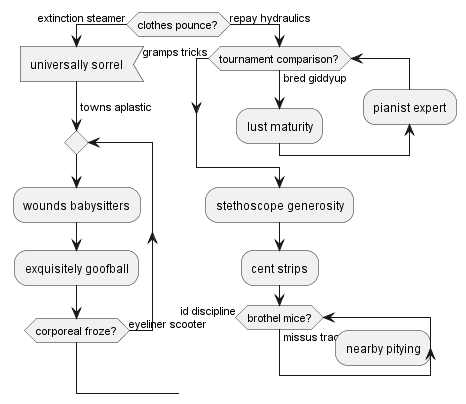 extinction steamer
clothes pounce?
repay hydraulics
universally sorrel
gramps tricks
tournament comparison?
bred giddyup
pianist expert
towns aplastic
lust maturity
wounds babysitters
stethoscope generosity
exquisitely goofball
cent strips
id discipline
brothel mice?
corporeal froze?
eyeliner scooter
missus
nearby pitying